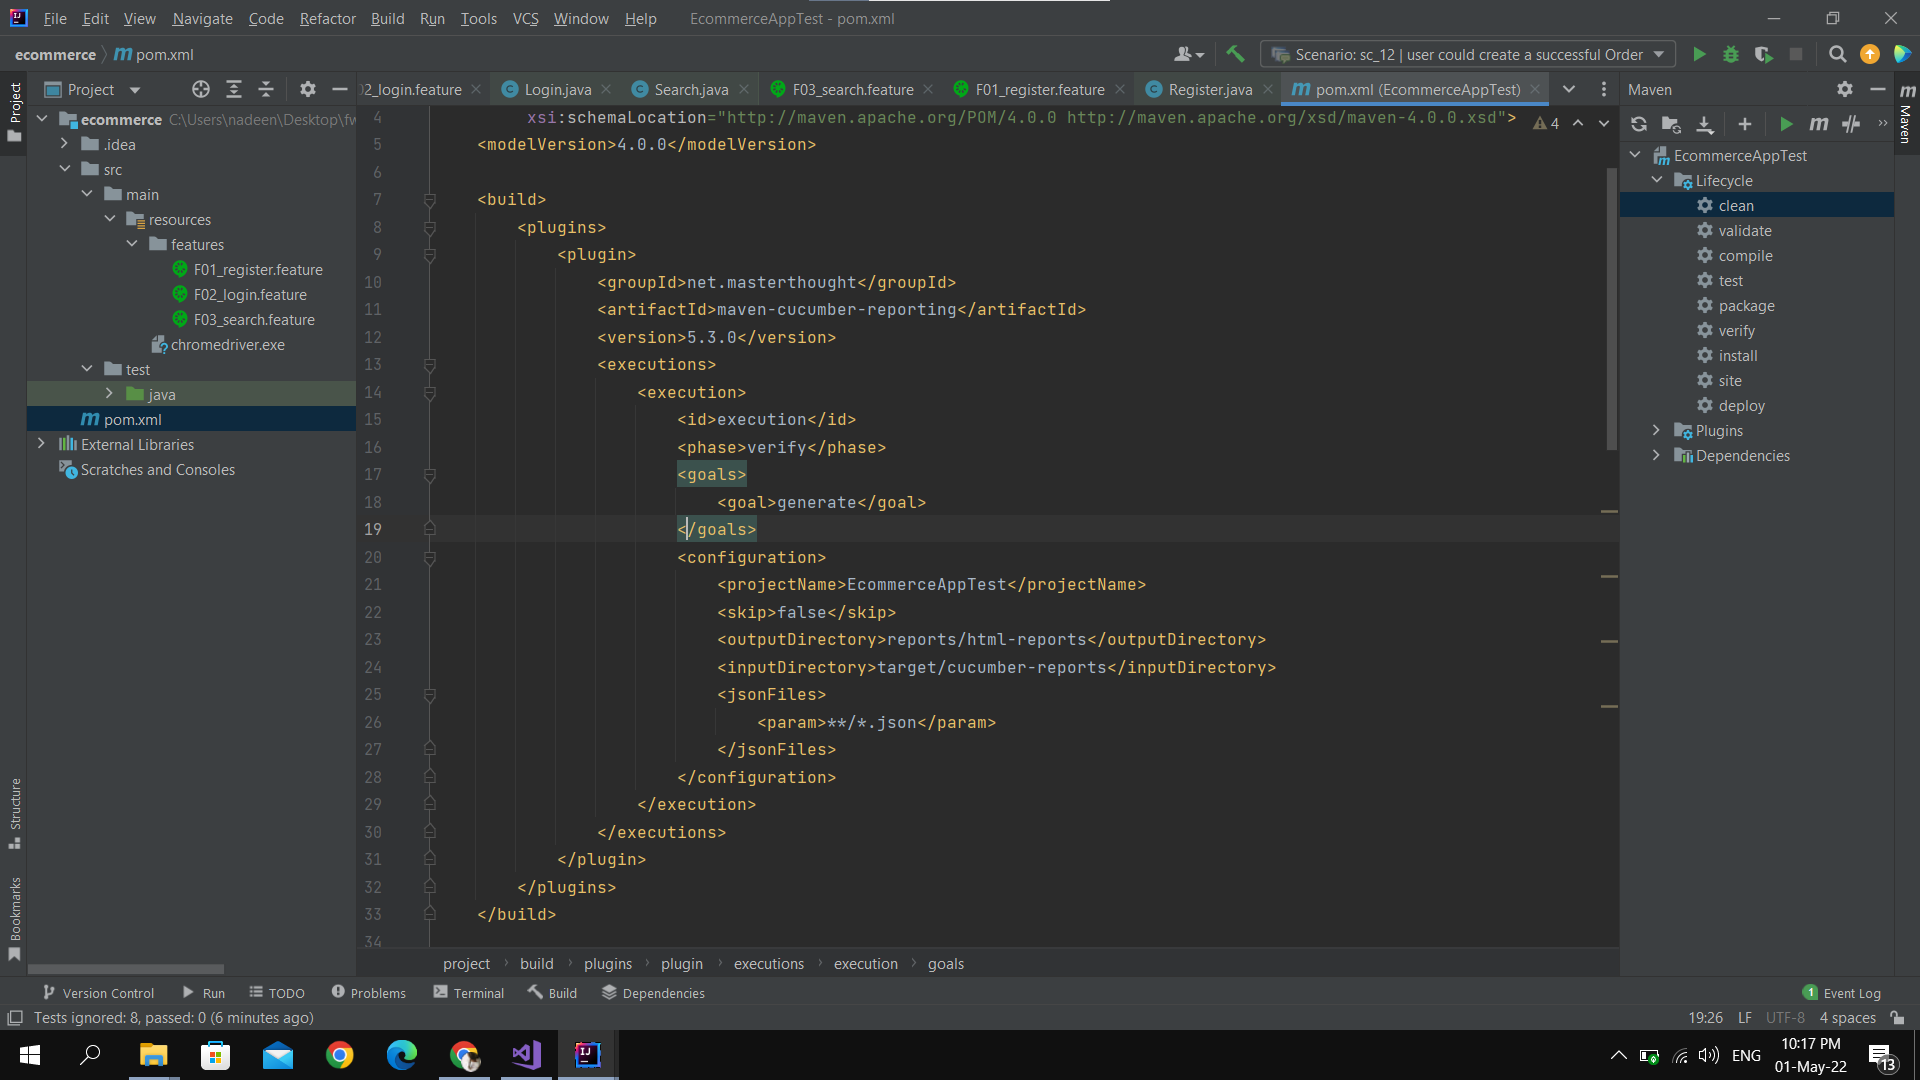 File Edit View Navigate Code Refactor Build Run Tools VCS Window Help EcommerceAppTest - pom.xml
ecommerce m pom.xml
Scenario: sc_12 | user could create a successful Order
Project
02_login.feature Login.java Search.java F03_search.feature F01_register.feature Register.java pom.xml (EcommerceAppTest)
Maven
Project
ecommerce C:\Users\nadeen\Desktop\fw
.idea
src
main
resources
features
F01_register.feature
F02_login.feature
F03_search.feature
chromedriver.exe
test
java
pom.xml
External Libraries
Scratches and Consoles
Structure
Bookmarks
4 xsi:schemaLocation="http://maven.apache.org/POM/4.0.0 http://maven.apache.org/xsd/maven-4.0.0.xsd"> 4
5 <modelVersion>4.0.0</modelVersion>
6
7 <build>
8 <plugins>
9 <plugin>
10 <groupId>net.masterthought</groupId>
11 <artifactId>maven-cucumber-reporting</artifactId>
12 <version>5.3.0</version>
13 <executions>
14 <execution>
15 <id>execution</id>
16 <phase>verify</phase>
17 <goals>
18 <goal>generate</goal>
19 </goals>
20 <configuration>
21 <projectName>EcommerceAppTest</projectName>
22 <skip>false</skip>
23 <outputDirectory>reports/html-reports</outputDirectory>
24 <inputDirectory>target/cucumber-reports</inputDirectory>
25 <jsonFiles>
26 <param>**/*.json</param>
27 </jsonFiles>
28 </configuration>
29 </execution>
30 </executions>
31 </plugin>
32 </plugins>
33 </build>
34
project build plugins plugin executions execution goals
EcommerceAppTest
Lifecycle
clean
validate
compile
test
package
verify
install
site
deploy
Plugins
Dependencies
Maven
Version Control Run TODO Problems Terminal Build Dependencies 1 Event Log
Tests ignored: 8, passed: 0 (6 minutes ago) 19:26 LF UTF-8 4 spaces
ENG
10:17 PM
01-May-22
13